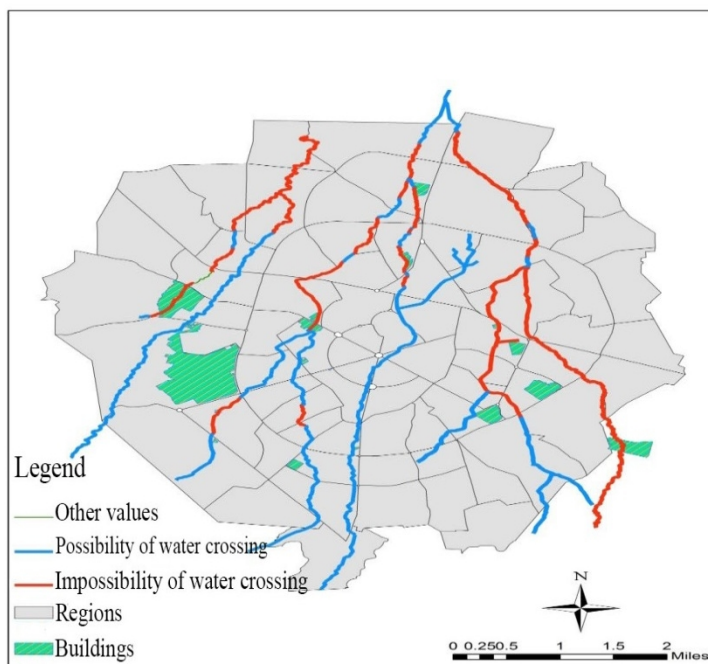 Legend
Other values
Possibility of water crossing
Impossibility of water crossing
Regions
Buildings
N
0 0.250.5 1 1.5 2
Miles